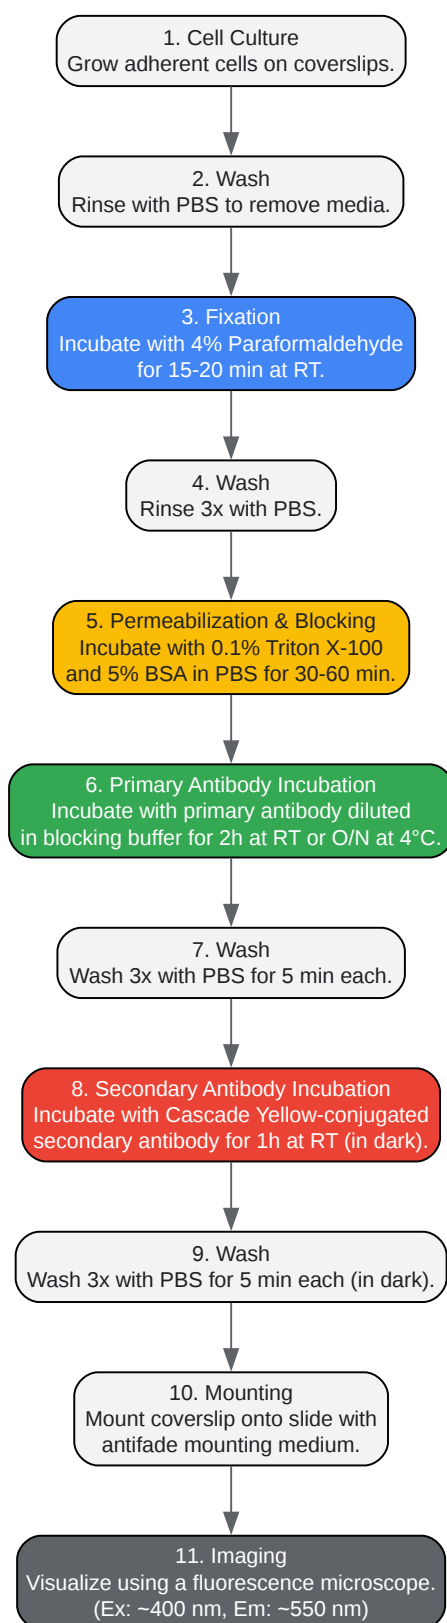 1. Cell Culture
Grow adherent cells on coverslips.
2. Wash
Rinse with PBS to remove media.
3. Fixation
Incubate with 4% Paraformaldehyde
for 15-20 min at RT.
4. Wash
Rinse 3x with PBS.
5. Permeabilization & Blocking
Incubate with 0.1% Triton X-100
and 5% BSA in PBS for 30-60 min.
6. Primary Antibody Incubation
Incubate with primary antibody diluted
in blocking buffer for 2h at RT or O/N at 4°C.
7. Wash
Wash 3x with PBS for 5 min each.
8. Secondary Antibody Incubation
Incubate with Cascade Yellow-conjugated
secondary antibody for 1h at RT (in dark).
9. Wash
Wash 3x with PBS for 5 min each (in dark).
10. Mounting
Mount coverslip onto slide with
antifade mounting medium.
11. Imaging
Visualize using a fluorescence microscope.
(Ex: ~400 nm, Em: ~550 nm)